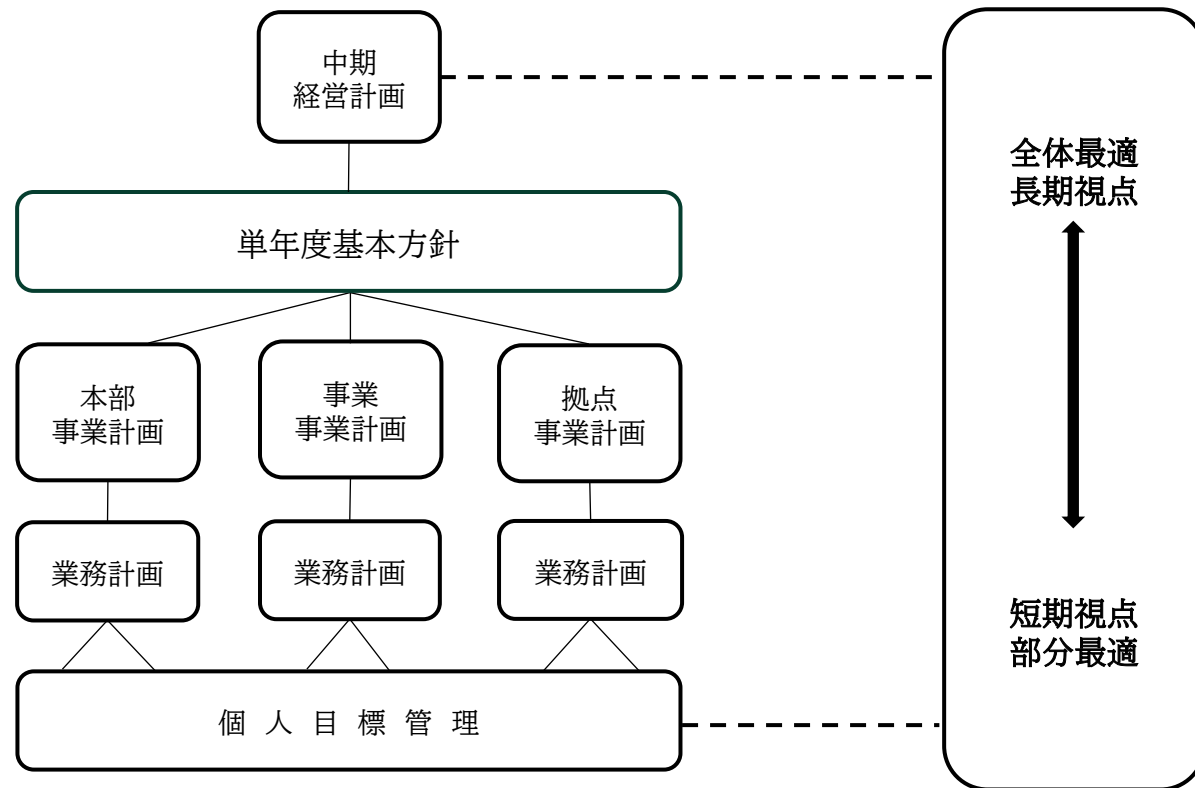 中期
経営計画
単年度基本方針
本部
事業計画
事業
事業計画
拠点
事業計画
業務計画
業務計画
業務計画
個人目標管理
全体最適
長期視点
短期視点
部分最適